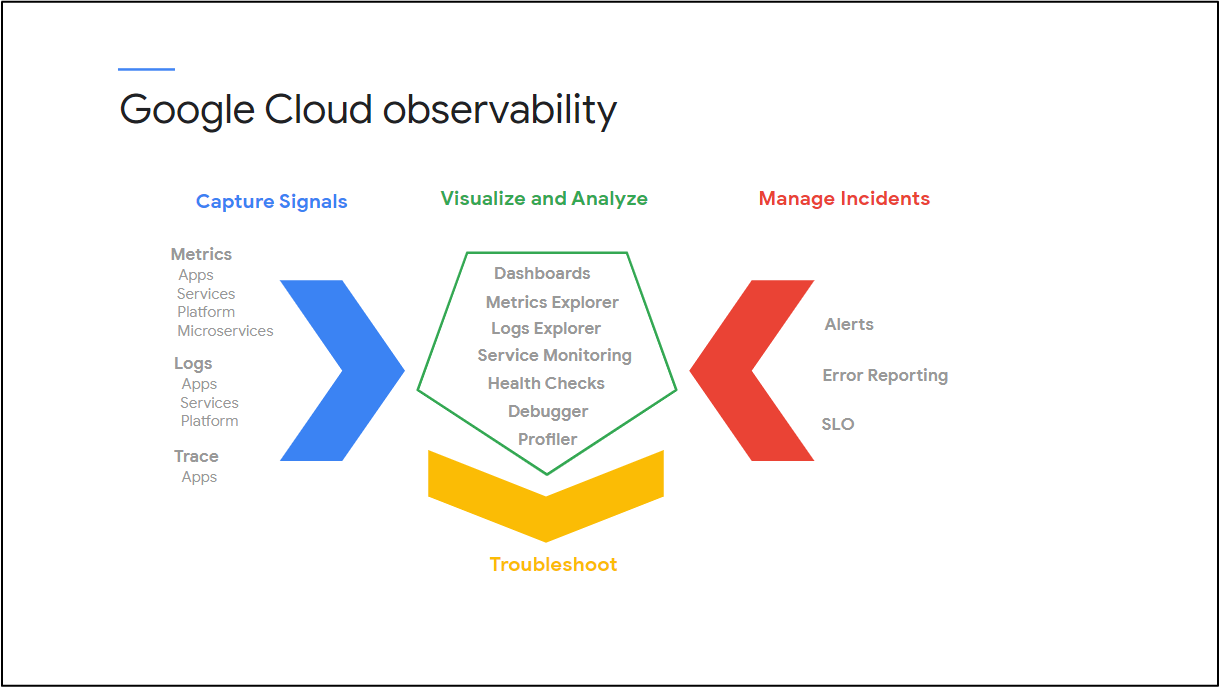 Google Cloud observability
Capture Signals
Metrics
Apps
Services
Platform
Microservices
Logs
Apps
Services
Platform
Trace
Apps
Visualize and Analyze
Dashboards
Metrics Explorer
Logs Explorer
Service Monitoring
Health Checks
Debugger
Profiler
Manage Incidents
Alerts
Error Reporting
SLO
Troubleshoot